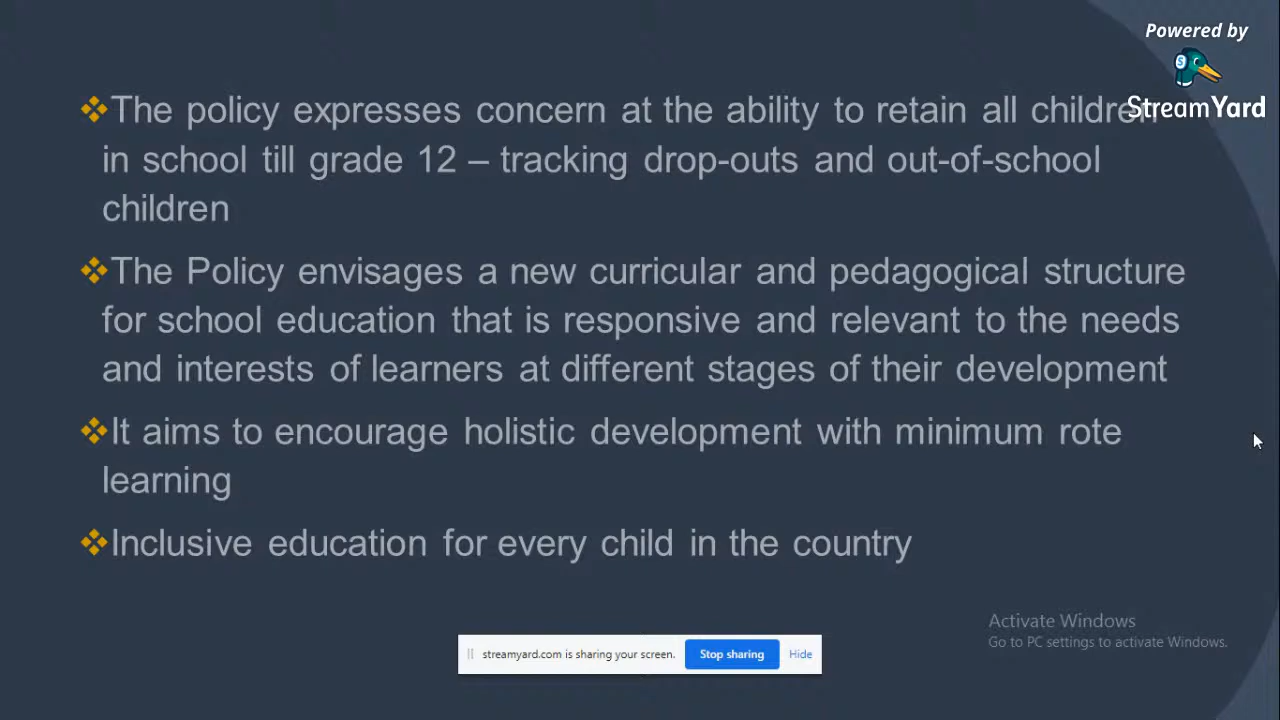 Powered by
StreamYard
The policy expresses concern at the ability to retain all children
in school till grade 12 – tracking drop-outs and out-of-school
children
The Policy envisages a new curricular and pedagogical structure
for school education that is responsive and relevant to the needs
and interests of learners at different stages of their development
It aims to encourage holistic development with minimum rote
learning
Inclusive education for every child in the country
Activate Windows
Go to PC settings to activate Windows.
streamyard.com is sharing your screen. Stop sharing Hide